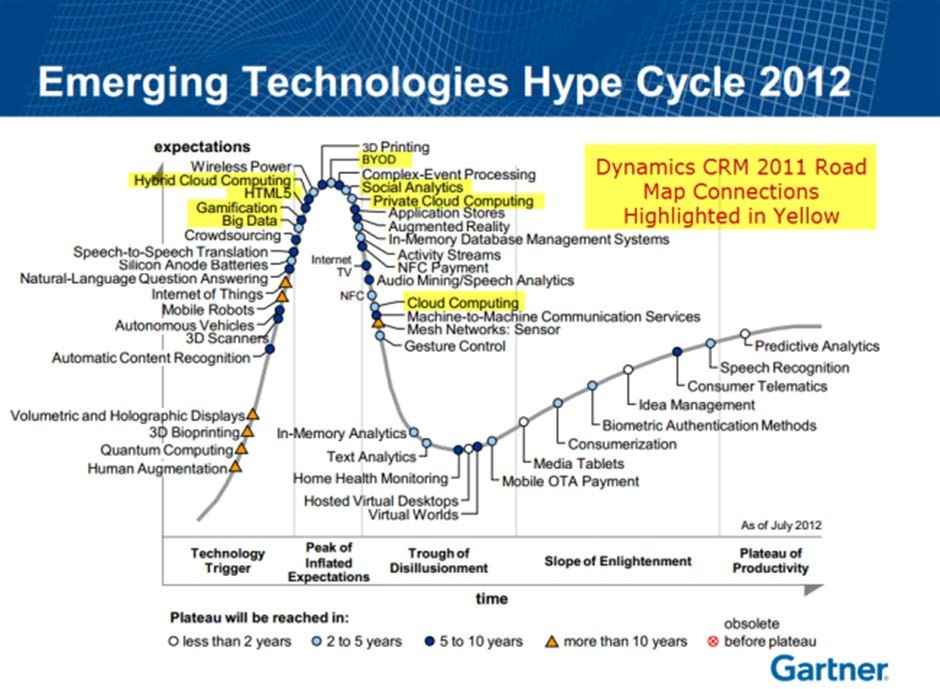 Emerging Technologies Hype Cycle 2012
expectations
Dynamics CRM 2011 Road
Map Connections
Highlighted in Yellow
Wireless Power
Hybrid Cloud Computing
HTML5
Gamification
Big Data
Crowdsourcing
Speech-to-Speech Translation
Silicon Anode Batteries
Natural-Language Question Answering
Internet of Things
Mobile Robots
Autonomous Vehicles
3D Scanners
Automatic Content Recognition
Volumetric and Holographic Displays
3D Bioprinting
Quantum Computing
Human Augmentation
3D Printing
BYOD
Complex-Event Processing
Social Analytics
Private Cloud Computing
Application Stores
Augmented Reality
In-Memory Database Management Systems
Activity Streams
NFC Payment
Internet
TV
Audio Mining/Speech Analytics
NFC
Cloud Computing
Machine-to-Machine Communication Services
Mesh Networks: Sensor
Gesture Control
In-Memory Analytics
Text Analytics
Home Health Monitoring
Hosted Virtual Desktops
Virtual Worlds
Mobile OTA Payment
Media Tablets
Consumerization
Biometric Authentication Methods
Idea Management
Consumer Telematics
Speech Recognition
Predictive Analytics
As of July 2012
Technology
Trigger
Peak of
Inflated
Expectations
Trough of
Disillusionment
Slope of Enlightenment
Plateau of
Productivity
time
Plateau will be reached in:
less than 2 years
2 to 5 years
5 to 10 years
more than 10 years
obsolete
before plateau
Gartner